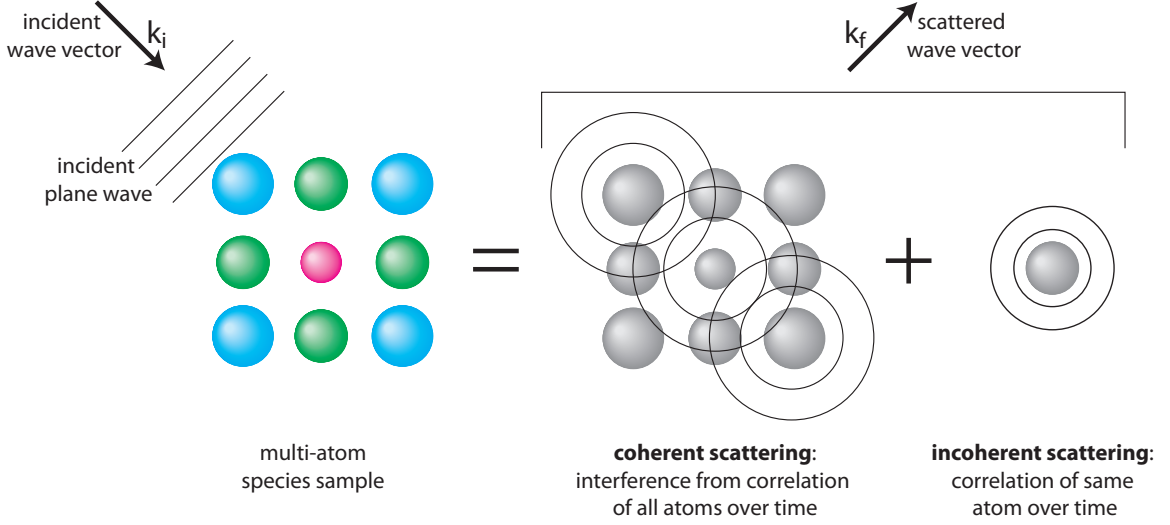 incident
wave vector
k_i
k_f
scattered
wave vector
incident
plane wave
=
+
multi-atom
species sample
coherent scattering:
interference from correlation
of all atoms over time
incoherent scattering:
correlation of same
atom over time